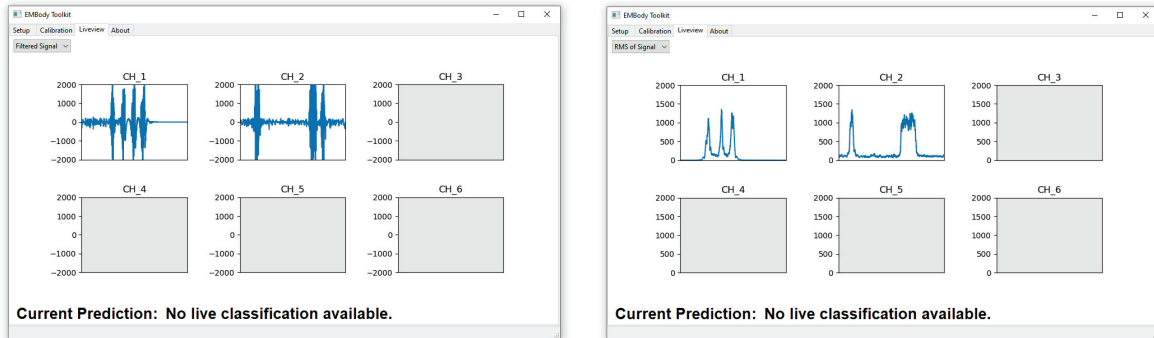 EMBody Toolkit
Setup Calibration Liveview About
Filtered Signal
CH_1 CH_2 CH_3
2000 2000 2000
1000 1000 1000
0 0 0
−1000 −1000 −1000
−2000 −2000 −2000
CH_4 CH_5 CH_6
2000 2000 2000
1000 1000 1000
0 0 0
−1000 −1000 −1000
−2000 −2000 −2000
Current Prediction: No live classification available.
EMBody Toolkit
Setup Calibration Liveview About
RMS of Signal
CH_1 CH_2 CH_3
2000 2000 2000
1500 1500 1500
1000 1000 1000
500 500 500
0 0 0
CH_4 CH_5 CH_6
2000 2000 2000
1500 1500 1500
1000 1000 1000
500 500 500
0 0 0
Current Prediction: No live classification available.